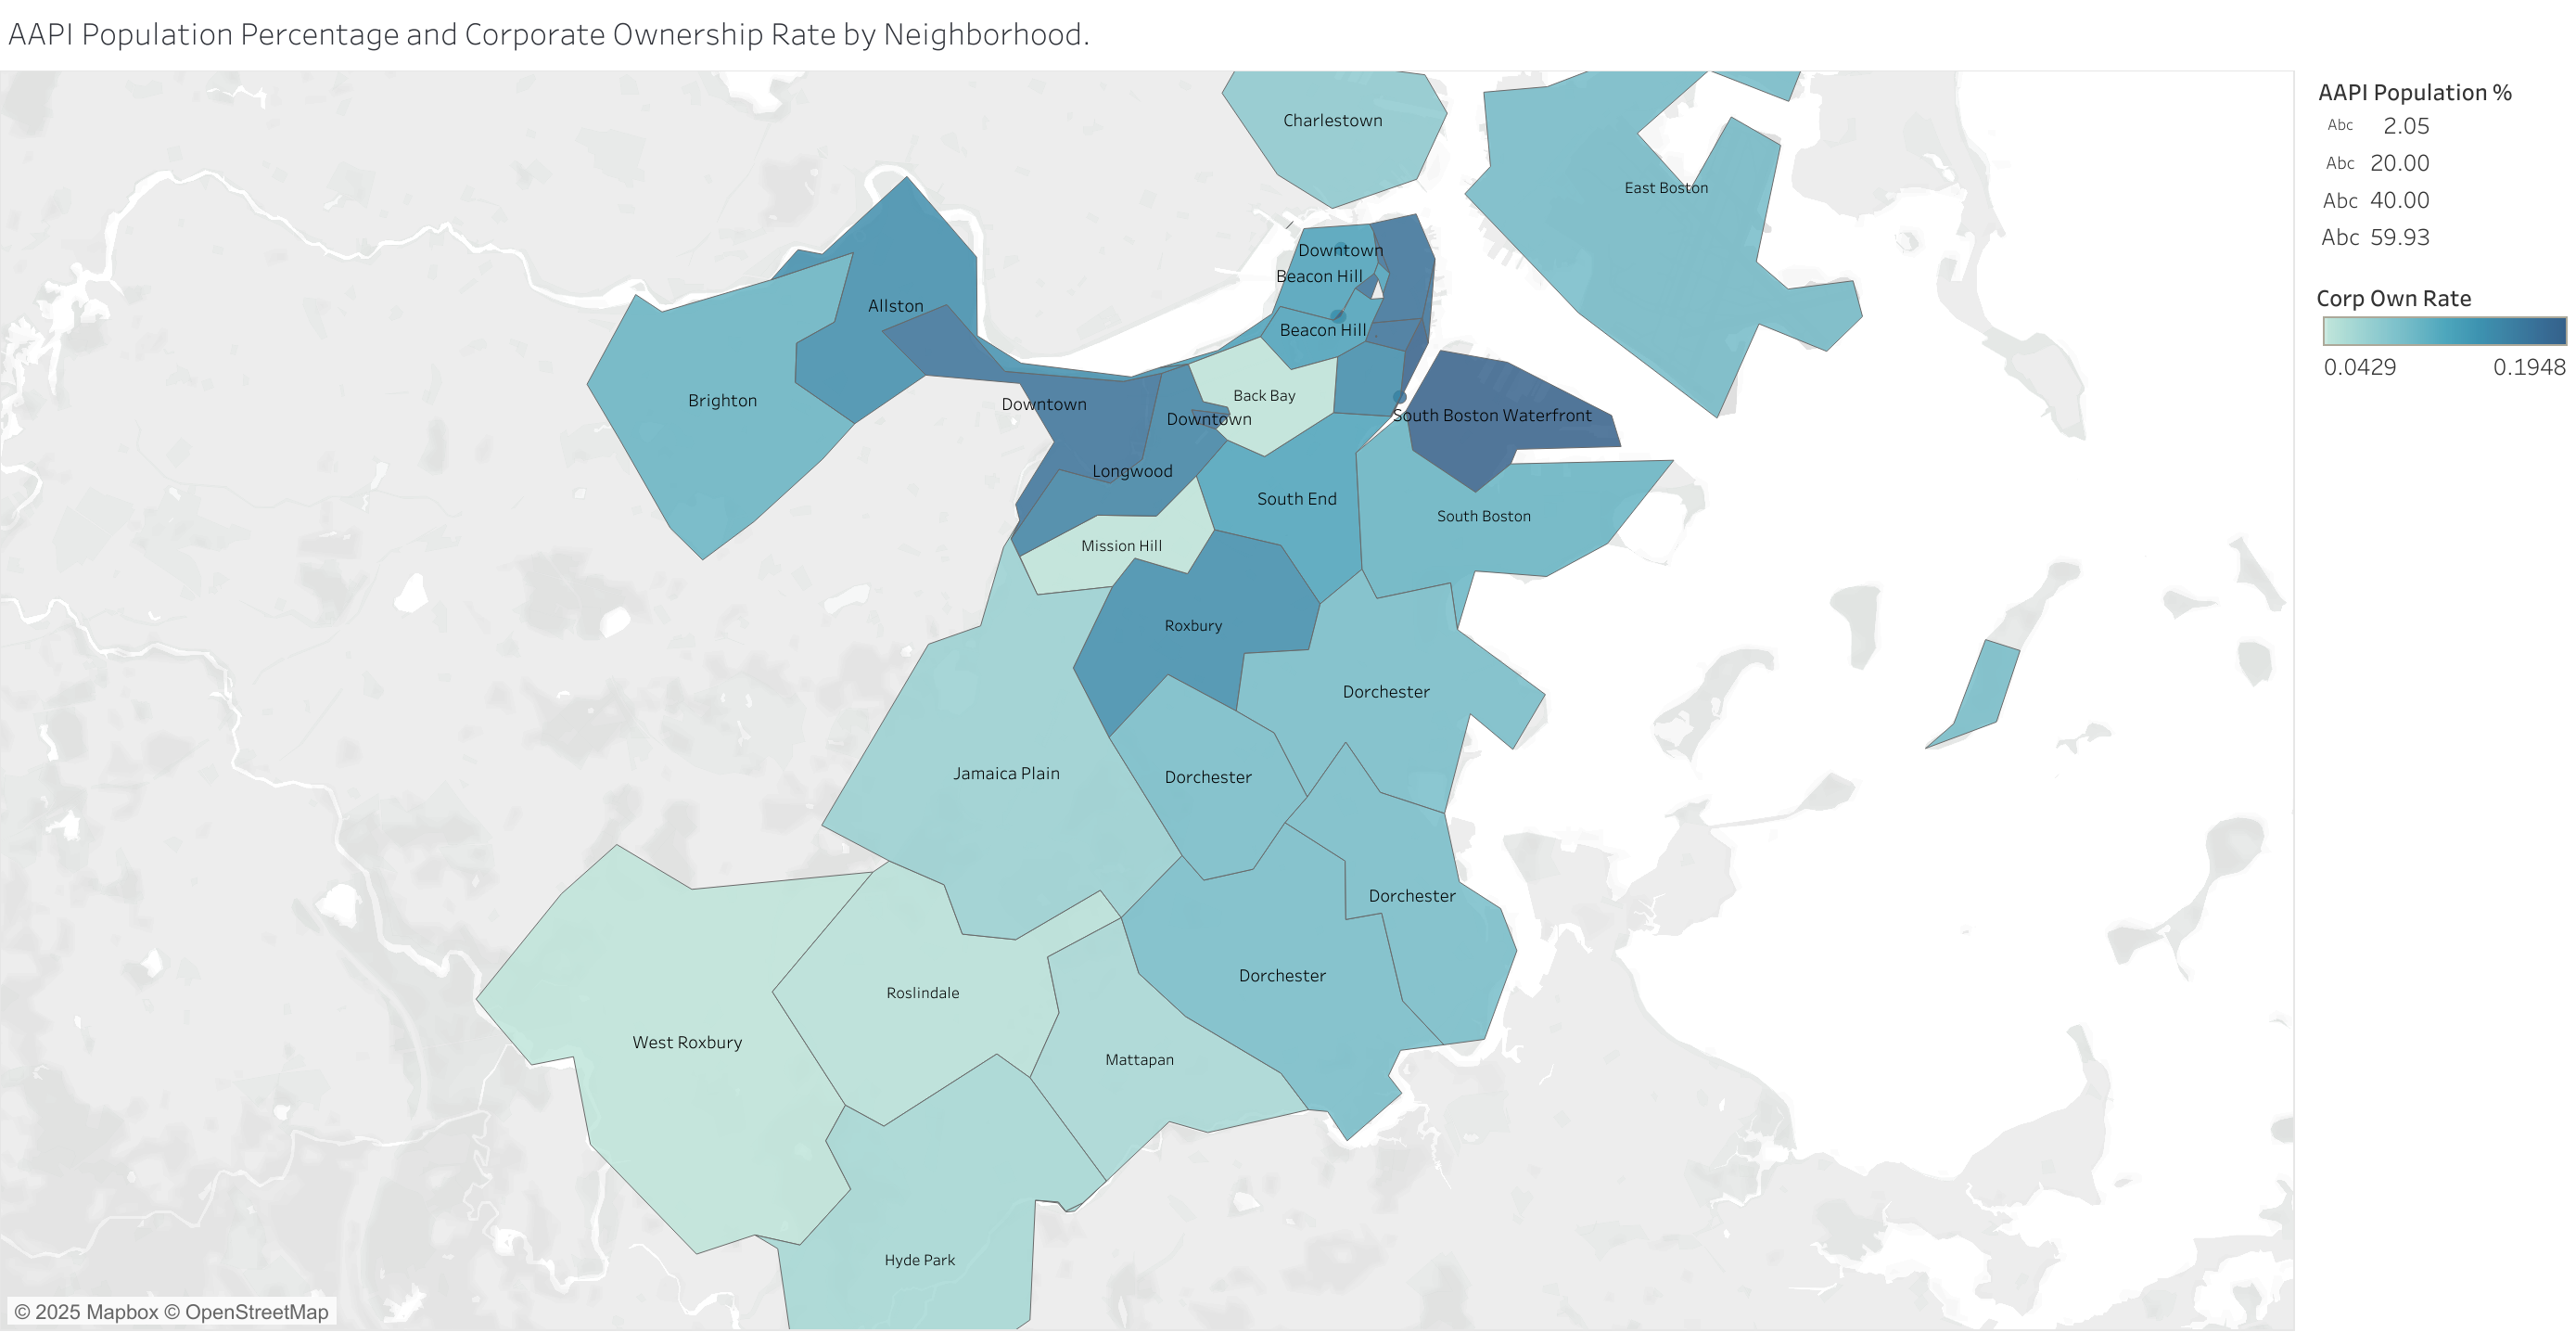 AAPI Population Percentage and Corporate Ownership Rate by Neighborhood.
AAPI Population %
Abc 2.05
Abc 20.00
Abc 40.00
Abc 59.93
Corp Own Rate
0.0429 0.1948
Charlestown
East Boston
Downtown
Beacon Hill
Allston
Beacon Hill
Back Bay
Brighton
Downtown
Downtown
South Boston Waterfront
Longwood
South End
South Boston
Mission Hill
Roxbury
Dorchester
Jamaica Plain
Dorchester
Dorchester
Dorchester
Roslindale
West Roxbury
Mattapan
Hyde Park
© 2025 Mapbox © OpenStreetMap